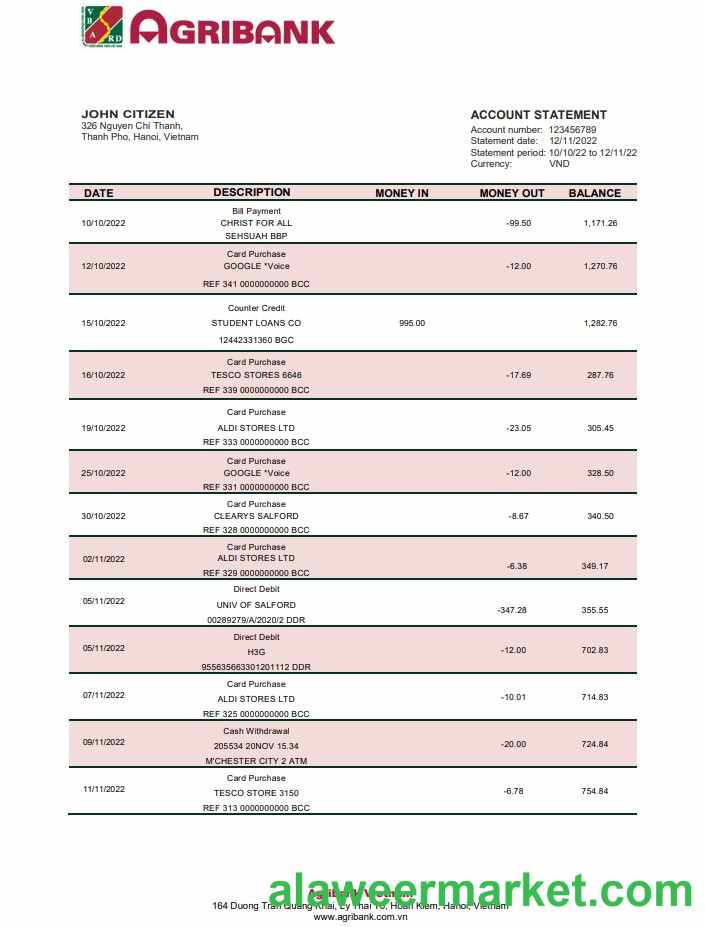 V
B
A
RD
AGRIBANK
JOHN CITIZEN
326 Nguyen Chí Thanh,
Thanh Pho, Hanoi, Vietnam
ACCOUNT STATEMENT
Account number: 123456789
Statement date: 12/11/2022
Statement period: 10/10/22 to 12/11/22
Currency: VND
DATE DESCRIPTION MONEY IN MONEY OUT BALANCE
Bill Payment
10/10/2022 CHRIST FOR ALL -99.50 1,171.26
SEHSUAH BBP
Card Purchase
12/10/2022 GOOGLE *Voice -12.00 1,270.76
REF 341 0000000000 BCC
Counter Credit
15/10/2022 STUDENT LOANS CO 995.00 1,282.76
12442331360 BGC
Card Purchase
16/10/2022 TESCO STORES 6646 -17.69 287.76
REF 339 0000000000 BCC
Card Purchase
19/10/2022 ALDI STORES LTD -23.05 305.45
REF 333 0000000000 BCC
Card Purchase
25/10/2022 GOOGLE *Voice -12.00 328.50
REF 331 0000000000 BCC
Card Purchase
30/10/2022 CLEARYS SALFORD -8.67 340.50
REF 328 0000000000 BCC
Card Purchase
02/11/2022 ALDI STORES LTD -6.38 349.17
REF 329 0000000000 BCC
Direct Debit
05/11/2022 UNIV OF SALFORD -347.28 355.55
00289279/A/2020/2 DDR
Direct Debit
05/11/2022 H3G -12.00 702.83
955635663301201112 DDR
Card Purchase
07/11/2022 ALDI STORES LTD -10.01 714.83
REF 325 0000000000 BCC
Cash Withdrawal
09/11/2022 205534 20NOV 15.34 -20.00 724.84
M'CHESTER CITY 2 ATM
Card Purchase
11/11/2022 TESCO STORE 3150 -6.78 754.84
REF 313 0000000000 BCC
Agribank Vietnam
alaweermarket.com
164 Duong Tran Quang Khai, Ly Thai To, Hoan Kiem, Hanoi, Vietnam
www.agribank.com.vn